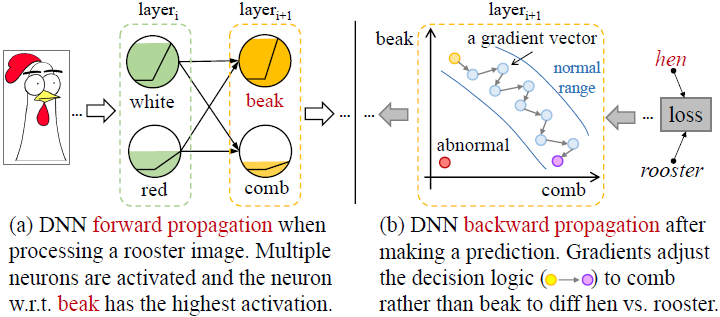 layer_i
layer_i+1
white
red
beak
comb
...
...
(a) DNN forward propagation when
processing a rooster image. Multiple
neurons are activated and the neuron
w.r.t. beak has the highest activation.
layer_i+1
beak
a gradient vector
normal
range
abnormal
comb
...
...
hen
loss
rooster
(b) DNN backward propagation after
making a prediction. Gradients adjust
the decision logic ( → ) to comb
rather than beak to diff hen vs. rooster.